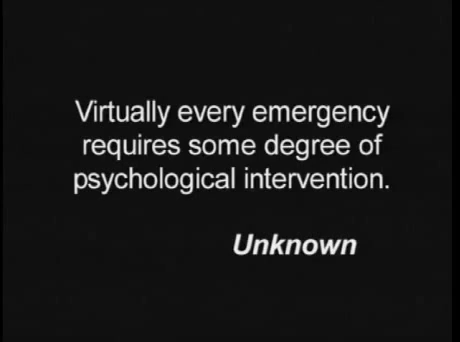 Virtually every emergency
requires some degree of
psychological intervention.
Unknown